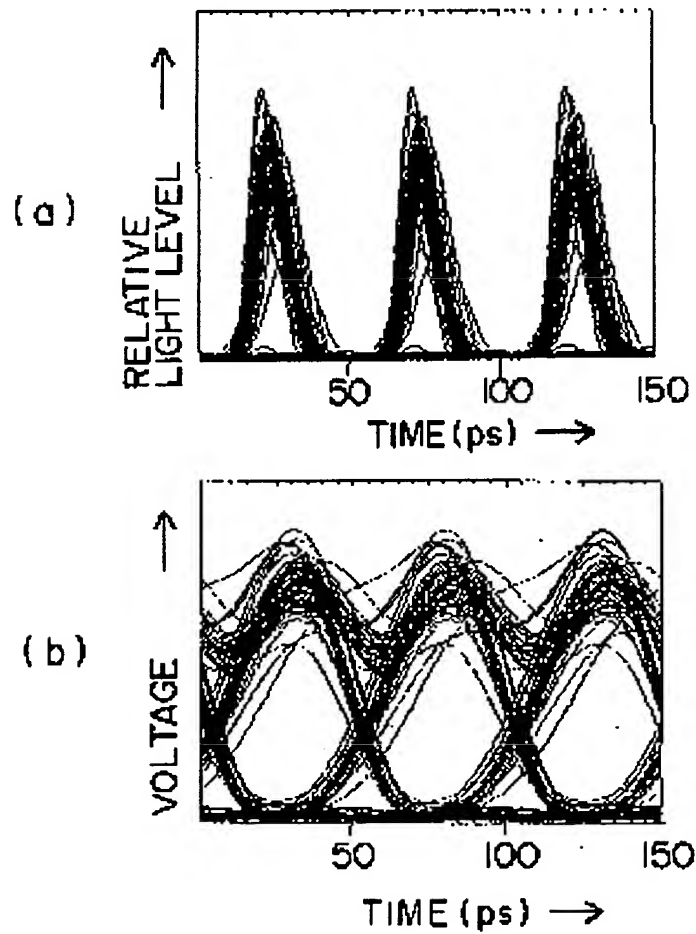 (a)
RELATIVE
LIGHT LEVEL →
50
100
150
TIME (ps) →
(b)
VOLTAGE →
50
100
150
TIME (ps) →